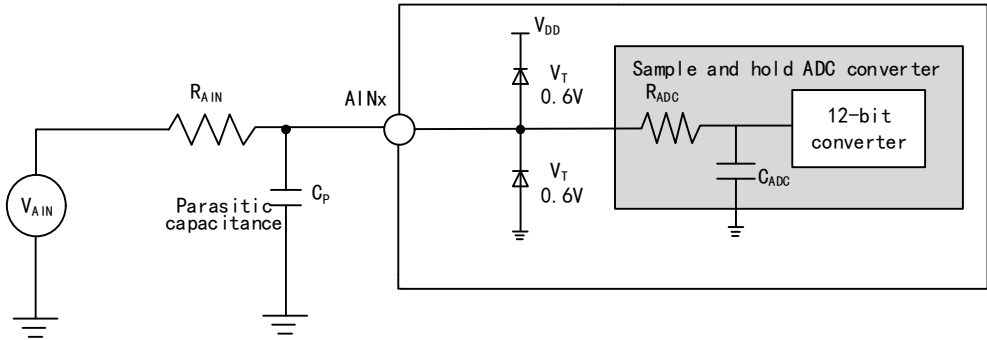 V_DD
Sample and hold ADC converter
R_AIN
AINx
V_T
0.6V
R_ADC
12-bit
converter
V_AIN
Parasitic
capacitance
C_P
V_T
0.6V
C_ADC